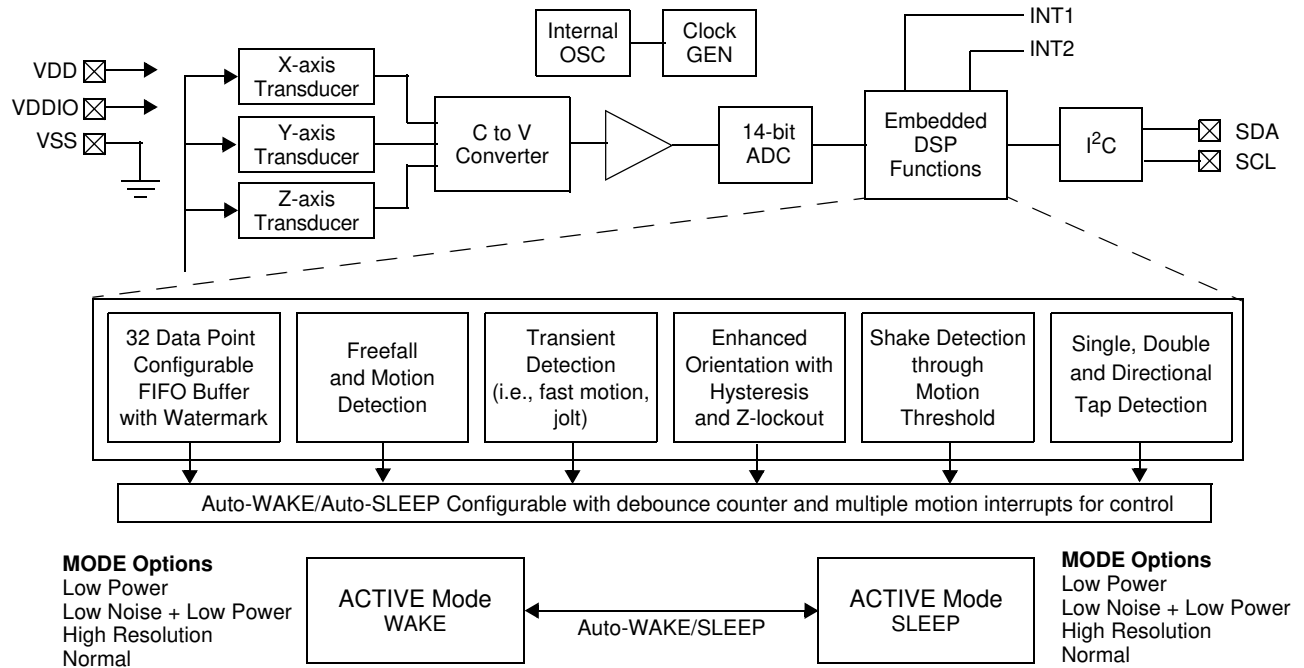 INT1
INT2
Internal
OSC
Clock
GEN
VDD
VDDIO
VSS
X-axis
Transducer
Y-axis
Transducer
Z-axis
Transducer
C to V
Converter
14-bit
ADC
Embedded
DSP
Functions
I²C
SDA
SCL
32 Data Point
Configurable
FIFO Buffer
with Watermark
Freefall
and Motion
Detection
Transient
Detection
(i.e., fast motion,
jolt)
Enhanced
Orientation with
Hysteresis
and Z-lockout
Shake Detection
through
Motion
Threshold
Single, Double
and Directional
Tap Detection
Auto-WAKE/Auto-SLEEP Configurable with debounce counter and multiple motion interrupts for control
MODE Options
Low Power
Low Noise + Low Power
High Resolution
Normal
ACTIVE Mode
WAKE
Auto-WAKE/SLEEP
ACTIVE Mode
SLEEP
MODE Options
Low Power
Low Noise + Low Power
High Resolution
Normal